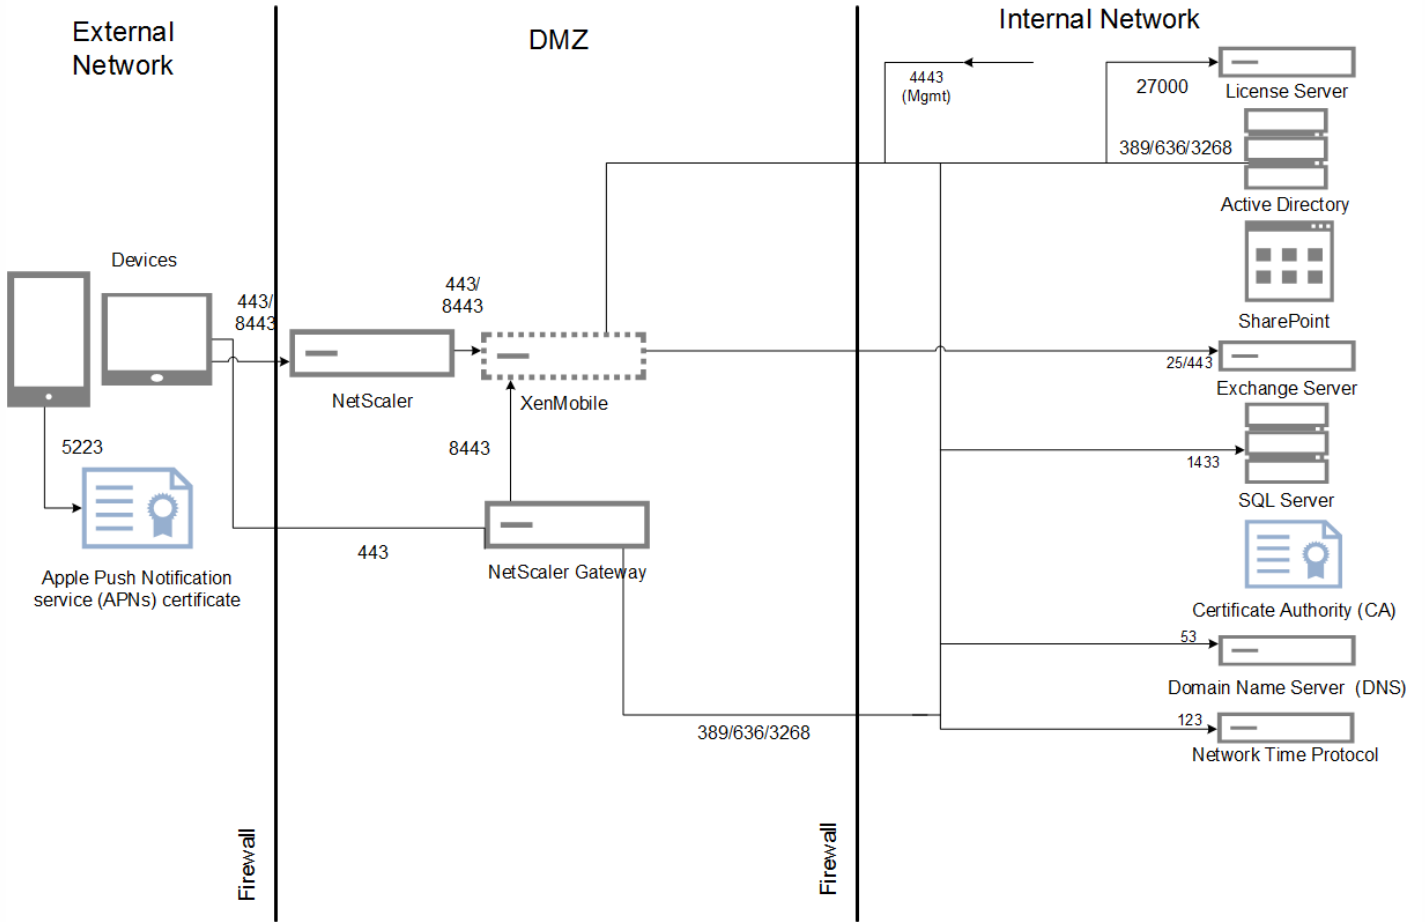 External
Network
DMZ
Internal Network
4443
(Mgmt)
27000
License Server
389/636/3268
Active Directory
Devices
443/
8443
443/
8443
SharePoint
NetScaler
XenMobile
25/443
Exchange Server
5223
8443
1433
SQL Server
443
NetScaler Gateway
Apple Push Notification
service (APNs) certificate
Certificate Authority (CA)
53
Domain Name Server (DNS)
389/636/3268
123
Network Time Protocol
Firewall
Firewall